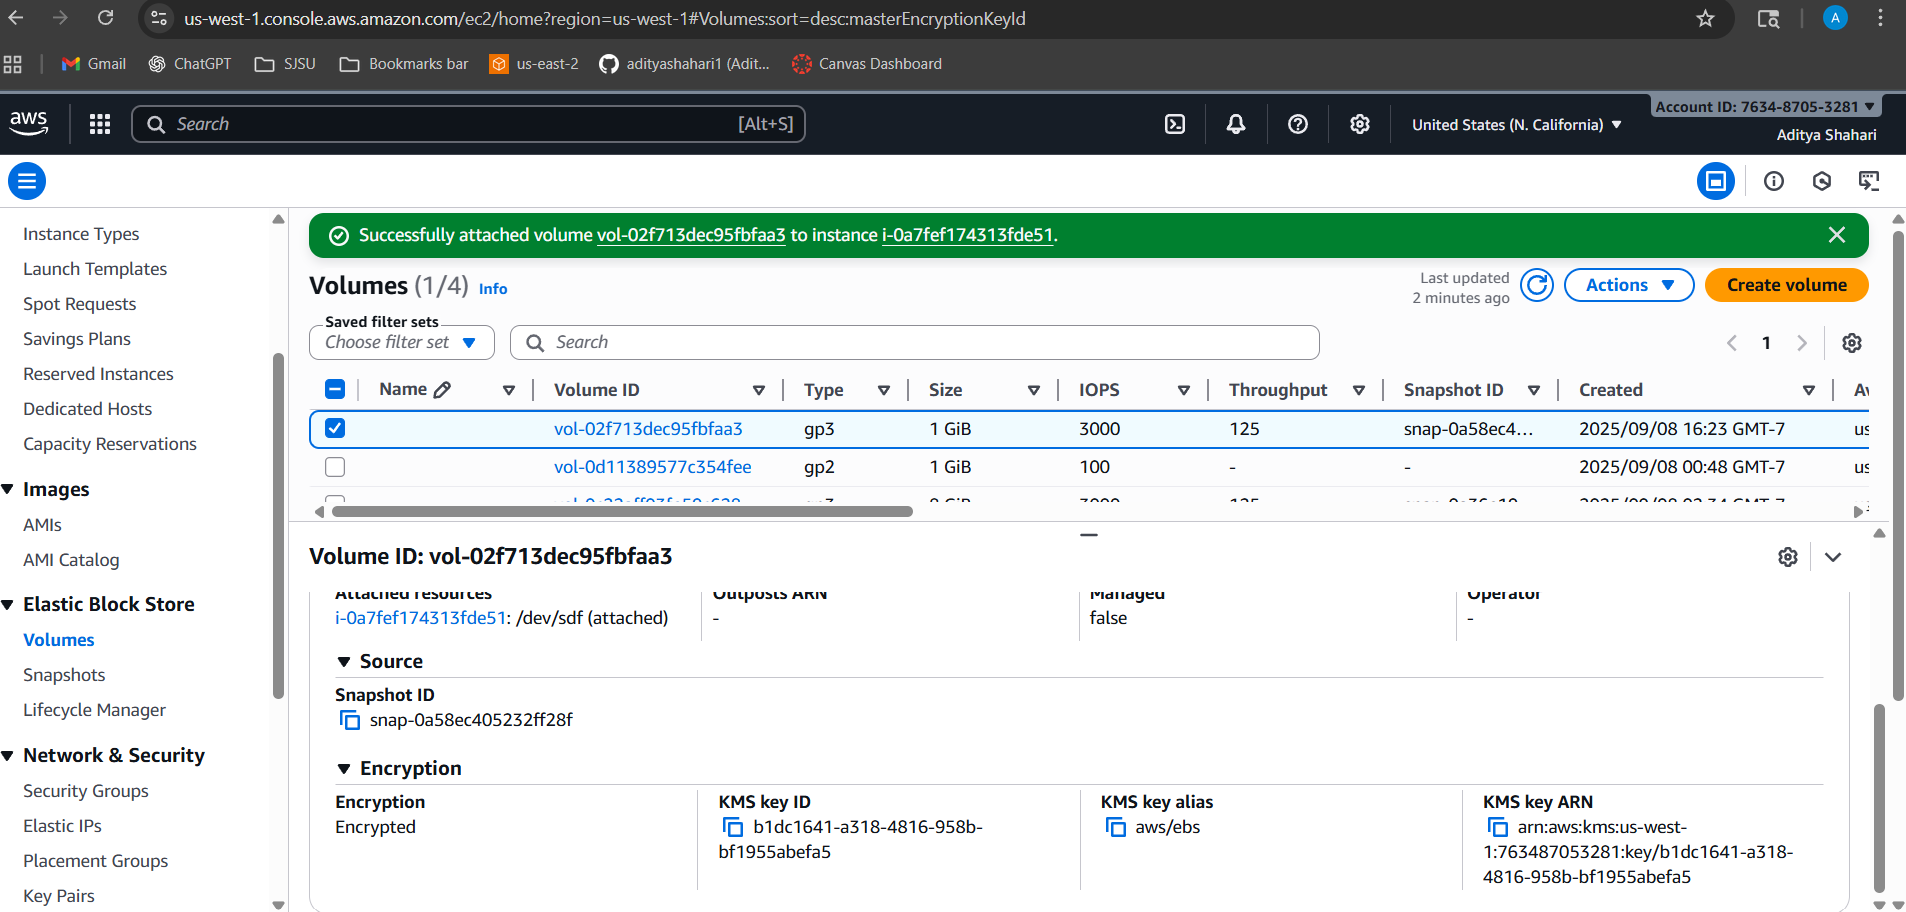 us-west-1.console.aws.amazon.com/ec2/home?region=us-west-1#Volumes:sort=desc:masterEncryptionKeyId
A
Gmail
ChatGPT
SJSU
Bookmarks bar
us-east-2
adityashahari1 (Adit...
Canvas Dashboard
aws
Search
[Alt+S]
United States (N. California)
Account ID: 7634-8705-3281
Aditya Shahari
Instance Types
Launch Templates
Spot Requests
Savings Plans
Reserved Instances
Dedicated Hosts
Capacity Reservations
Images
AMIs
AMI Catalog
Elastic Block Store
Volumes
Snapshots
Lifecycle Manager
Network & Security
Security Groups
Elastic IPs
Placement Groups
Key Pairs
Successfully attached volume vol-02f713dec95fbfaa3 to instance i-0a7fef174313fde51.
Volumes (1/4) Info
Last updated
2 minutes ago
Actions
Create volume
Saved filter sets
Choose filter set
Search
1
Name Volume ID Type Size IOPS Throughput Snapshot ID Created
vol-02f713dec95fbfaa3 gp3 1 GiB 3000 125 snap-0a58ec4... 2025/09/08 16:23 GMT-7 us
vol-0d11389577c354fee gp2 1 GiB 100 - - 2025/09/08 00:48 GMT-7 us
Volume ID: vol-02f713dec95fbfaa3
Attached resources Outposts ARN Managed Operator
i-0a7fef174313fde51: /dev/sdf (attached) - false -
Source
Snapshot ID
snap-0a58ec405232ff28f
Encryption
Encryption
Encrypted
KMS key ID
b1dc1641-a318-4816-958b-
bf1955abefa5
KMS key alias
aws/ebs
KMS key ARN
arn:aws:kms:us-west-
1:763487053281:key/b1dc1641-a318-
4816-958b-bf1955abefa5